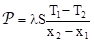 𝒫 = λS (T₁ − T₂)/(x₂ − x₁)